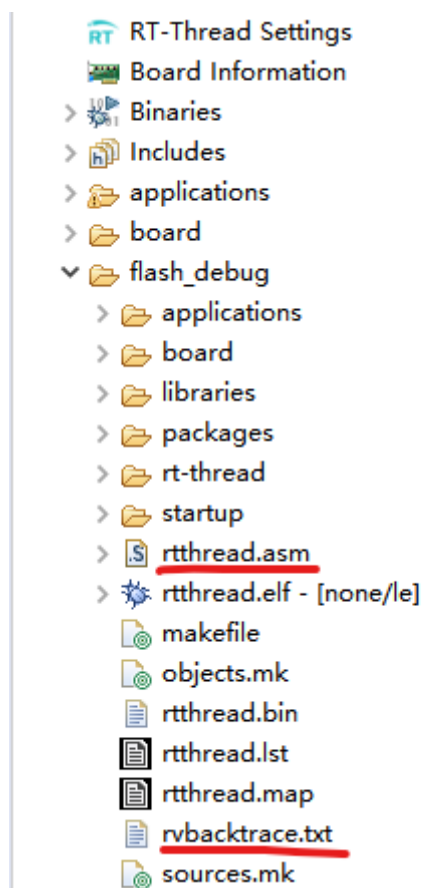 RT RT-Thread Settings
Board Information
Binaries
Includes
applications
board
flash_debug
applications
board
libraries
packages
rt-thread
startup
.S rtthread.asm
rtthread.elf - [none/le]
makefile
objects.mk
rtthread.bin
rtthread.lst
rtthread.map
rvbacktrace.txt
sources.mk